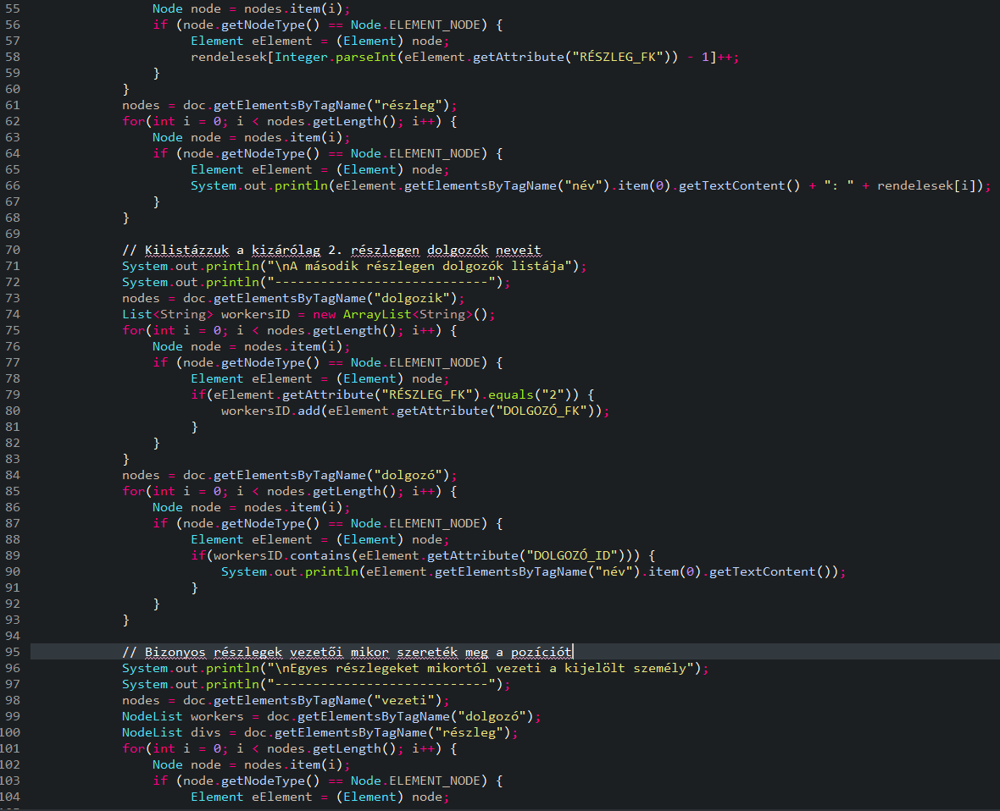 55 Node node = nodes.item(i);
56 if (node.getNodeType() == Node.ELEMENT_NODE) {
57 Element eElement = (Element) node;
58 rendelesek[Integer.parseInt(eElement.getAttribute("RÉSZLEG_FK")) - 1]++;
59 }
60 }
61 nodes = doc.getElementsByTagName("részleg");
62 for(int i = 0; i < nodes.getLength(); i++) {
63 Node node = nodes.item(i);
64 if (node.getNodeType() == Node.ELEMENT_NODE) {
65 Element eElement = (Element) node;
66 System.out.println(eElement.getElementsByTagName("név").item(0).getTextContent() + ": " + rendelesek[i]);
67 }
68 }
69
70 // Kilistázzuk a kizárólag 2. részlegen dolgozók neveit
71 System.out.println("\nA második részlegen dolgozók listája");
72 System.out.println("----------------------------");
73 nodes = doc.getElementsByTagName("dolgozik");
74 List<String> workersID = new ArrayList<String>();
75 for(int i = 0; i < nodes.getLength(); i++) {
76 Node node = nodes.item(i);
77 if (node.getNodeType() == Node.ELEMENT_NODE) {
78 Element eElement = (Element) node;
79 if(eElement.getAttribute("RÉSZLEG_FK").equals("2")) {
80 workersID.add(eElement.getAttribute("DOLGOZÓ_FK"));
81 }
82 }
83 }
84 nodes = doc.getElementsByTagName("dolgozó");
85 for(int i = 0; i < nodes.getLength(); i++) {
86 Node node = nodes.item(i);
87 if (node.getNodeType() == Node.ELEMENT_NODE) {
88 Element eElement = (Element) node;
89 if(workersID.contains(eElement.getAttribute("DOLGOZÓ_ID"))) {
90 System.out.println(eElement.getElementsByTagName("név").item(0).getTextContent());
91 }
92 }
93 }
94
95 // Bizonyos részlegek vezetői mikor szereték meg a pozíciót
96 System.out.println("\nEgyes részlegeket mikortól vezeti a kijelölt személy");
97 System.out.println("----------------------------");
98 nodes = doc.getElementsByTagName("vezeti");
99 NodeList workers = doc.getElementsByTagName("dolgozó");
100 NodeList divs = doc.getElementsByTagName("részleg");
101 for(int i = 0; i < nodes.getLength(); i++) {
102 Node node = nodes.item(i);
103 if (node.getNodeType() == Node.ELEMENT_NODE) {
104 Element eElement = (Element) node;